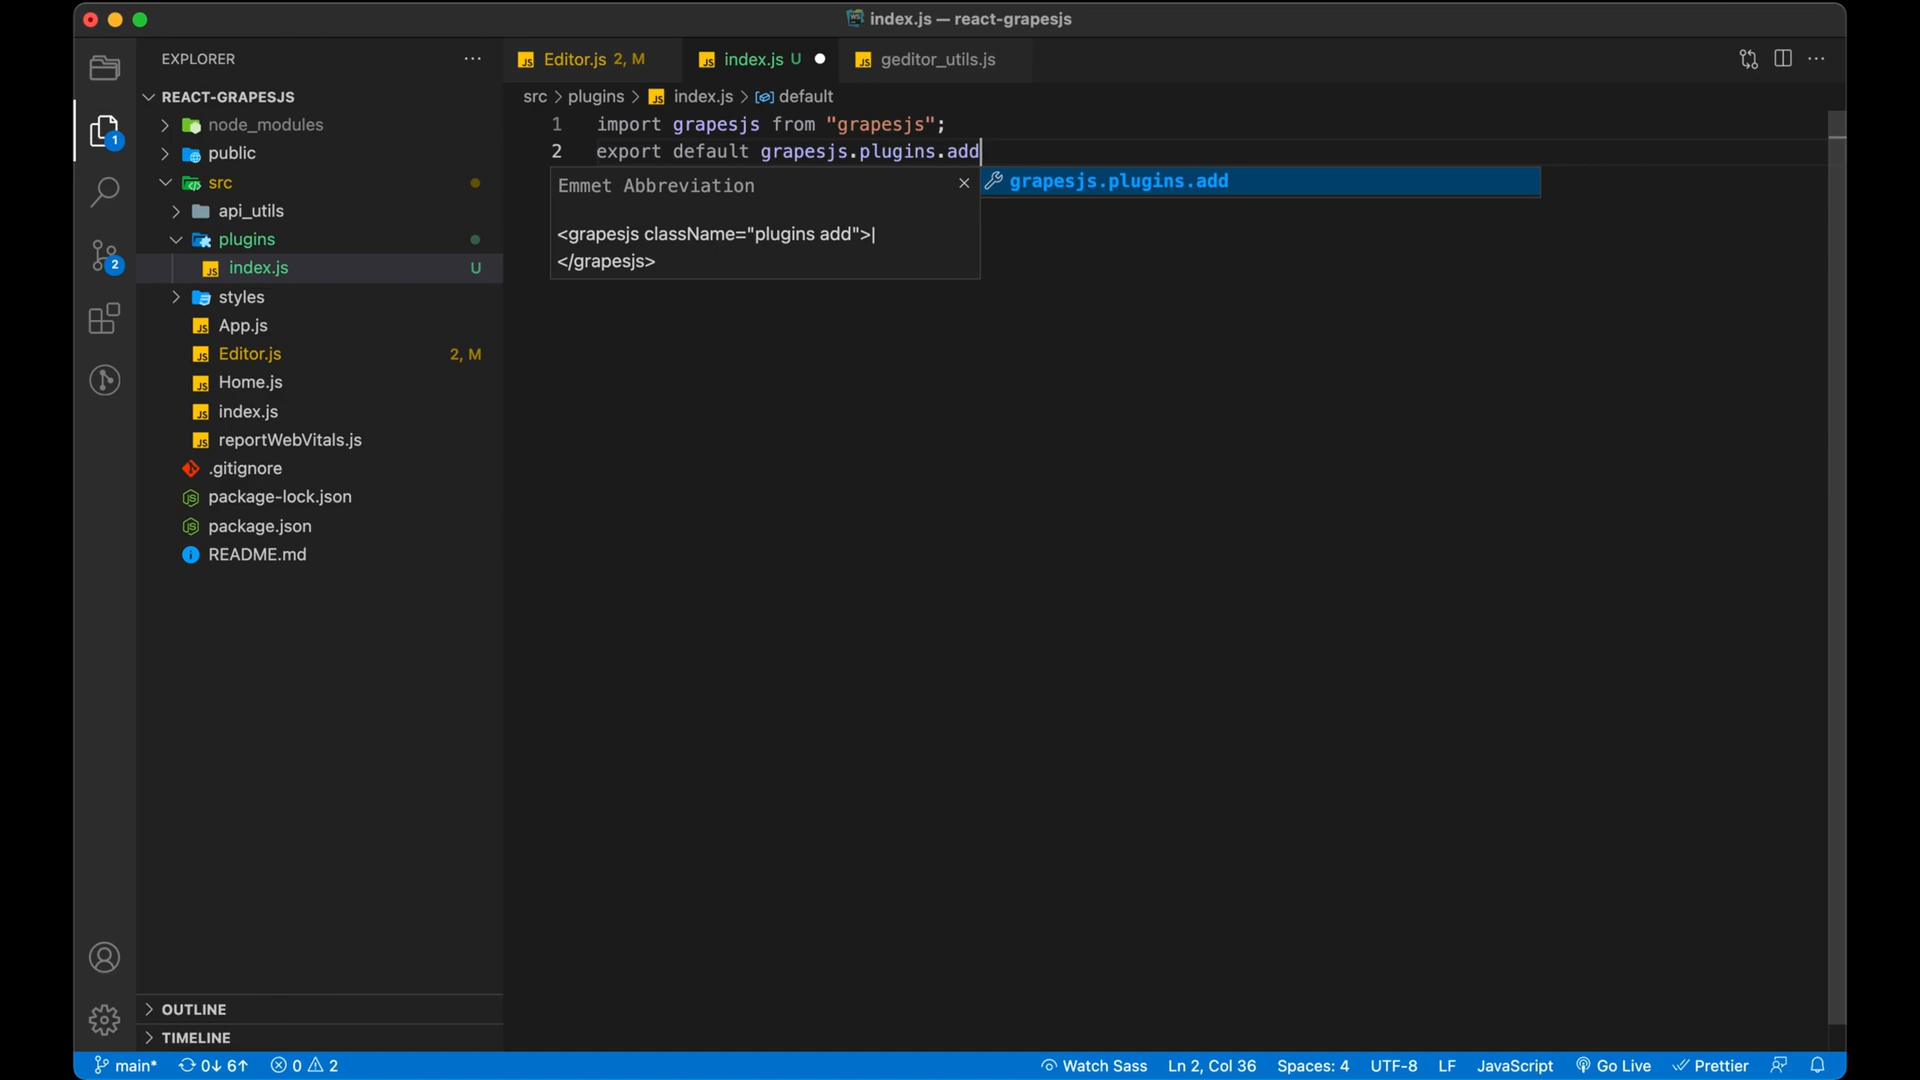 index.js — react-grapesjs
EXPLORER
Editor.js 2, M
index.js U
geditor_utils.js
src > plugins > index.js > default
REACT-GRAPESJS
node_modules
public
src
api_utils
plugins
index.js U
styles
App.js
Editor.js 2, M
Home.js
index.js
reportWebVitals.js
.gitignore
package-lock.json
package.json
README.md
1
2
1 import grapesjs from "grapesjs";
2 export default grapesjs.plugins.add
Emmet Abbreviation
<grapesjs className="plugins add">|
</grapesjs>
grapesjs.plugins.add
OUTLINE
TIMELINE
main* 0↓ 6↑ 0 2 Watch Sass Ln 2, Col 36 Spaces: 4 UTF-8 LF JavaScript Go Live Prettier